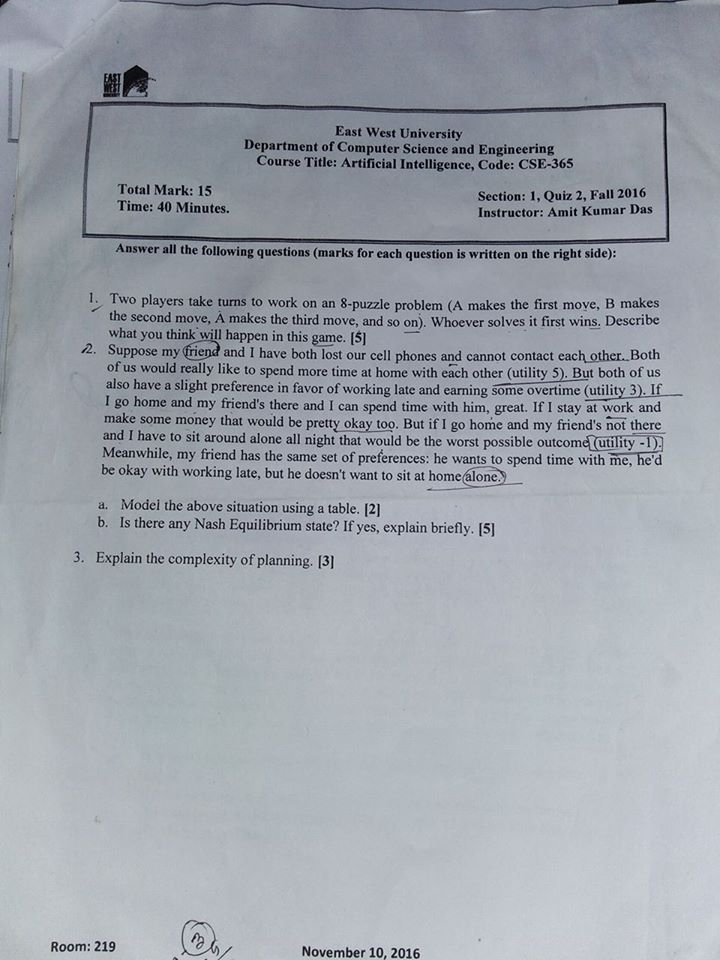 EAST
WEST
East West University
Department of Computer Science and Engineering
Course Title: Artificial Intelligence, Code: CSE-365
Total Mark: 15
Time: 40 Minutes.
Section: 1, Quiz 2, Fall 2016
Instructor: Amit Kumar Das
Answer all the following questions (marks for each question is written on the right side):
1. Two players take turns to work on an 8-puzzle problem (A makes the first move, B makes
the second move, A makes the third move, and so on). Whoever solves it first wins. Describe
what you think will happen in this game. [5]
2. Suppose my friend and I have both lost our cell phones and cannot contact each other. Both
of us would really like to spend more time at home with each other (utility 5). But both of us
also have a slight preference in favor of working late and earning some overtime (utility 3). If
I go home and my friend's there and I can spend time with him, great. If I stay at work and
make some money that would be pretty okay too. But if I go home and my friend's not there
and I have to sit around alone all night that would be the worst possible outcome (utility -1).
Meanwhile, my friend has the same set of preferences: he wants to spend time with me, he'd
be okay with working late, but he doesn't want to sit at home alone.
a. Model the above situation using a table. [2]
b. Is there any Nash Equilibrium state? If yes, explain briefly. [5]
3. Explain the complexity of planning. [3]
Room: 219
November 10, 2016